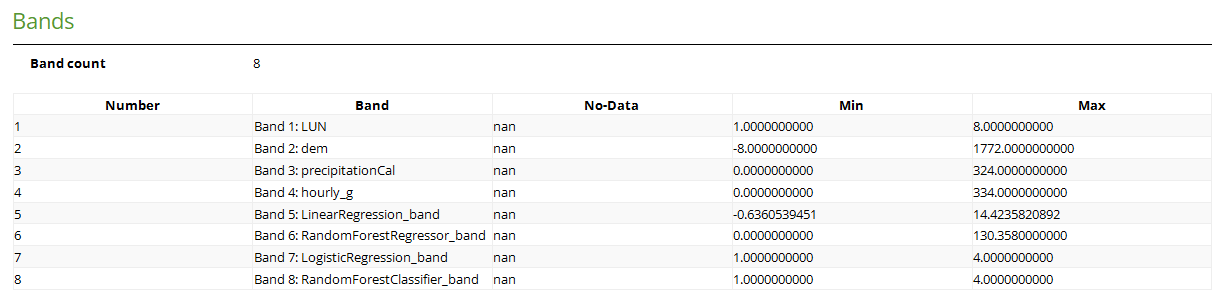 Bands
Band count 8
Number Band No-Data Min Max
1 Band 1: LUN nan 1.0000000000 8.0000000000
2 Band 2: dem nan -8.0000000000 1772.0000000000
3 Band 3: precipitationCal nan 0.0000000000 324.0000000000
4 Band 4: hourly_g nan 0.0000000000 334.0000000000
5 Band 5: LinearRegression_band nan -0.6360539451 14.4235820892
6 Band 6: RandomForestRegressor_band nan 0.0000000000 130.3580000000
7 Band 7: LogisticRegression_band nan 1.0000000000 4.0000000000
8 Band 8: RandomForestClassifier_band nan 1.0000000000 4.0000000000